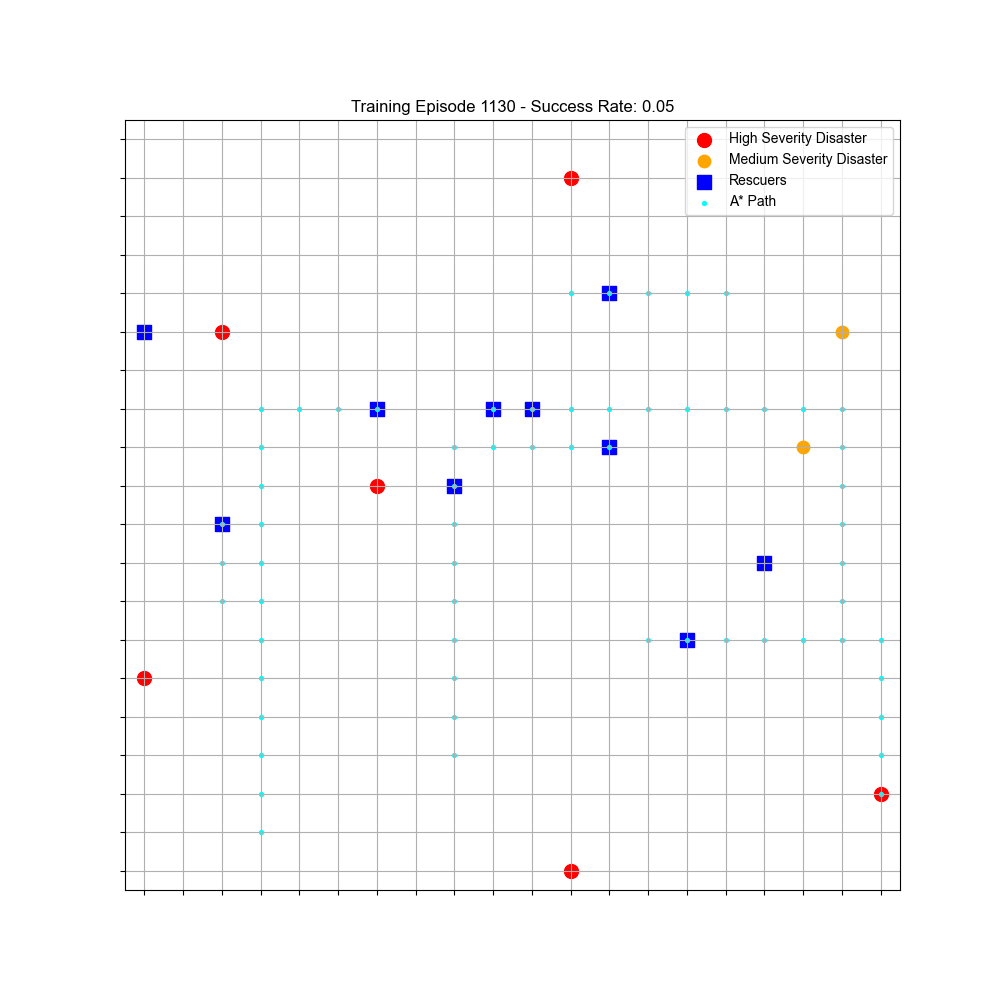 Training Episode 1130 - Success Rate: 0.05
High Severity Disaster
Medium Severity Disaster
Rescuers
A* Path